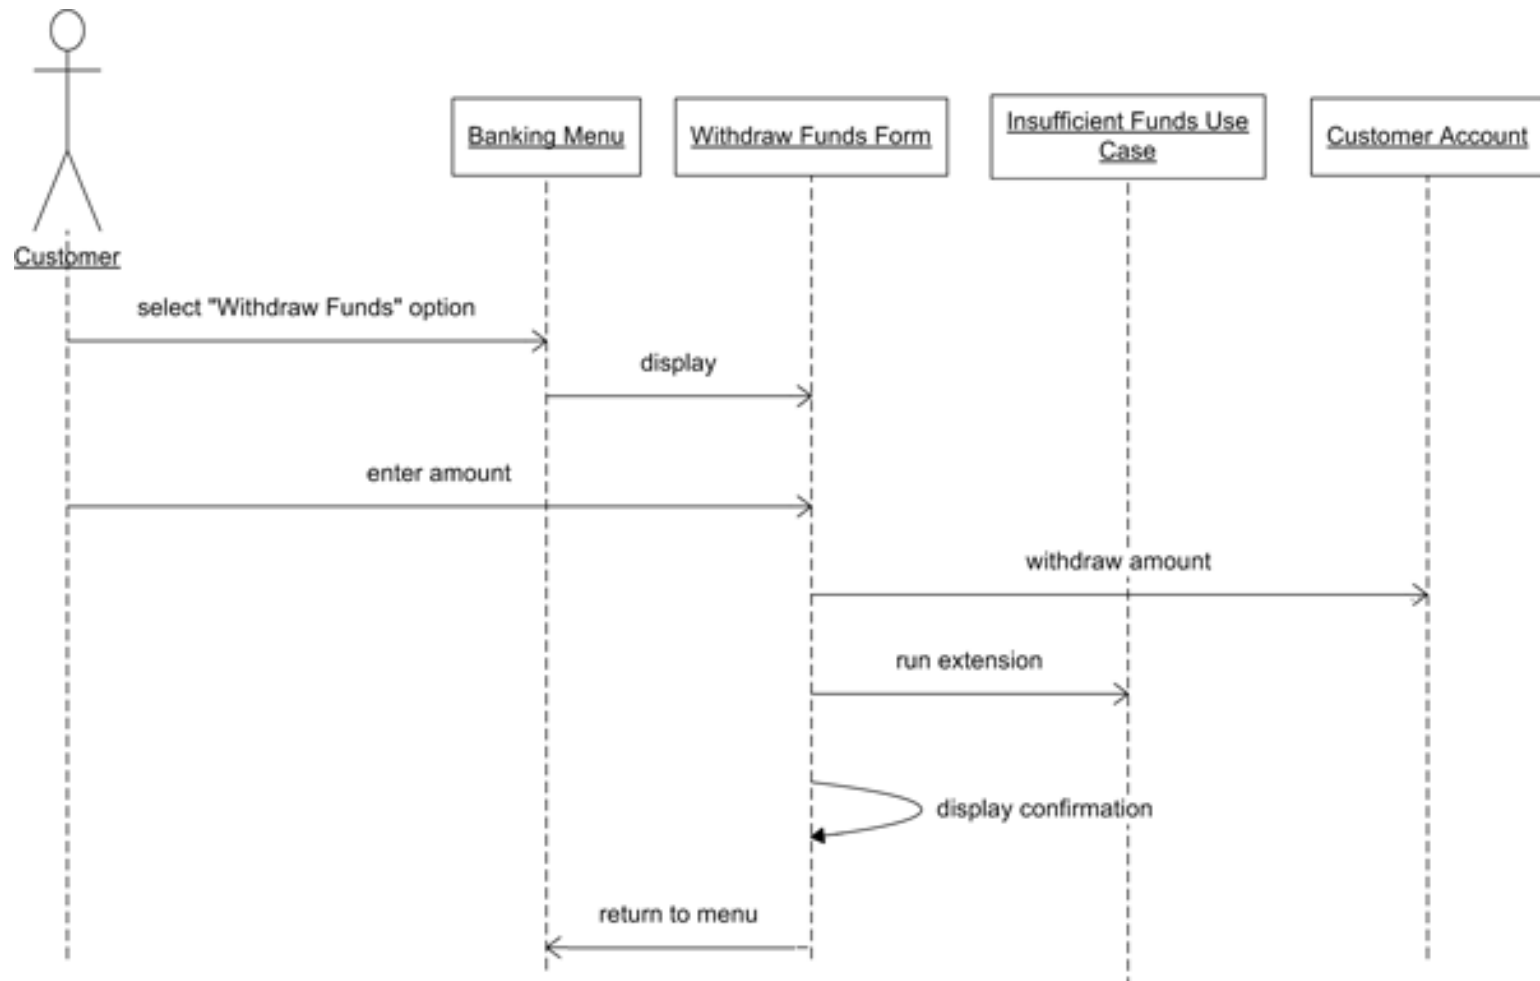 Banking Menu
Withdraw Funds Form
Insufficient Funds Use
Case
Customer Account
Customer
select "Withdraw Funds" option
display
enter amount
withdraw amount
run extension
display confirmation
return to menu